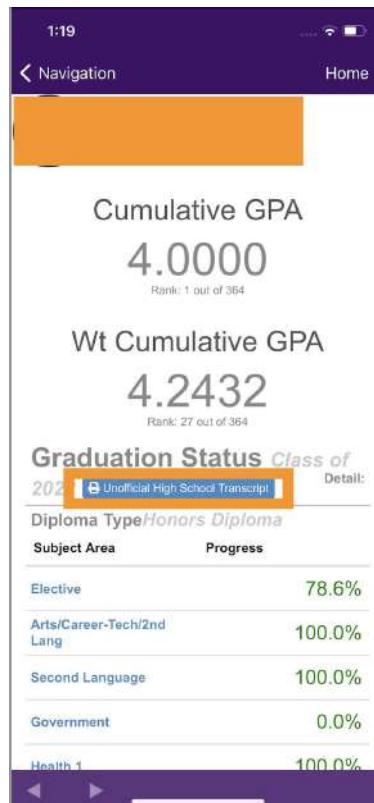 1:19
Navigation Home
Cumulative GPA
4.0000
Rank: 1 out of 364
Wt Cumulative GPA
4.2432
Rank: 27 out of 364
Graduation Status Class of
Unofficial High School Transcript Detail:
Diploma Type Honors Diploma
Subject Area Progress
Elective 78.6%
Arts/Career-Tech/2nd
Lang 100.0%
Second Language 100.0%
Government 0.0%
Health 1 100.0%